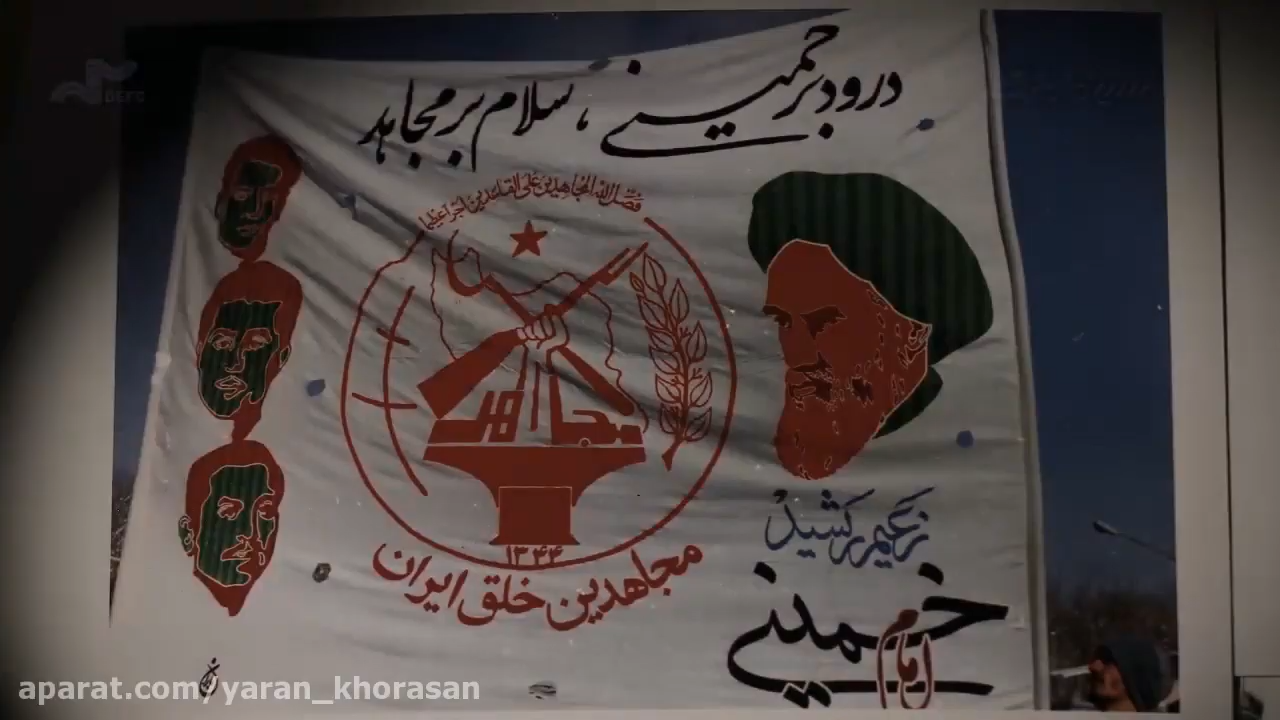 درود بر خمینی، سلام بر مجاهد
فضل الله المجاهدین علی القاعدین اجرا عظیما
مجاهد
۱۳۴۴
مجاهدین خلق ایران
زعیم رشید
امام خمینی
DEFC
aparat.com/yaran_khorasan